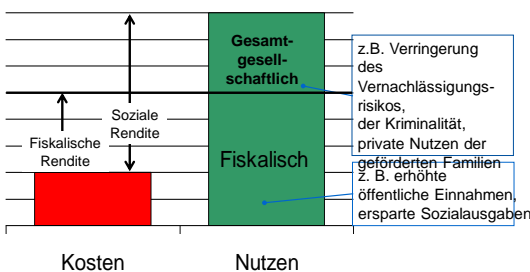 Gesamt-
gesell-
schaftlich
Soziale
Rendite
Fiskalische
Rendite
Fiskalisch
z.B. Verringerung
des
Vernachlässigungs-
risikos,
der Kriminalität,
private Nutzen der
geförderten Familien
z. B. erhöhte
öffentliche Einnahmen,
ersparte Sozialausgaben
Kosten
Nutzen